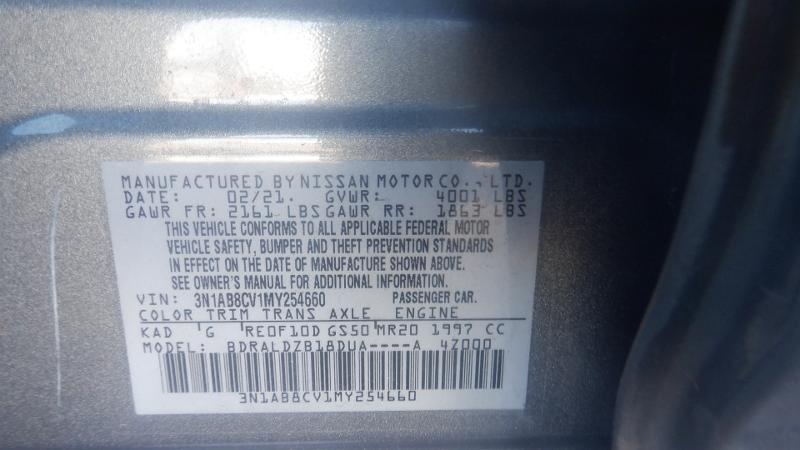 MANUFACTURED BY NISSAN MOTOR CO., LTD.
DATE: 02/21. GVWR: 4001 LBS
GAWR FR: 2161 LBS GAWR RR: 1863 LBS
THIS VEHICLE CONFORMS TO ALL APPLICABLE FEDERAL MOTOR
VEHICLE SAFETY, BUMPER AND THEFT PREVENTION STANDARDS
IN EFFECT ON THE DATE OF MANUFACTURE SHOWN ABOVE.
SEE OWNER'S MANUAL FOR ADDITIONAL INFORMATION.
VIN: 3N1AB8CV1MY254660 PASSENGER CAR.
COLOR TRIM TRANS AXLE ENGINE
KAD G RE0F10D GS50 MR20 1997 CC
MODEL: BDRALDZB18DUA----A 4Z000
3N1AB8CV1MY254660